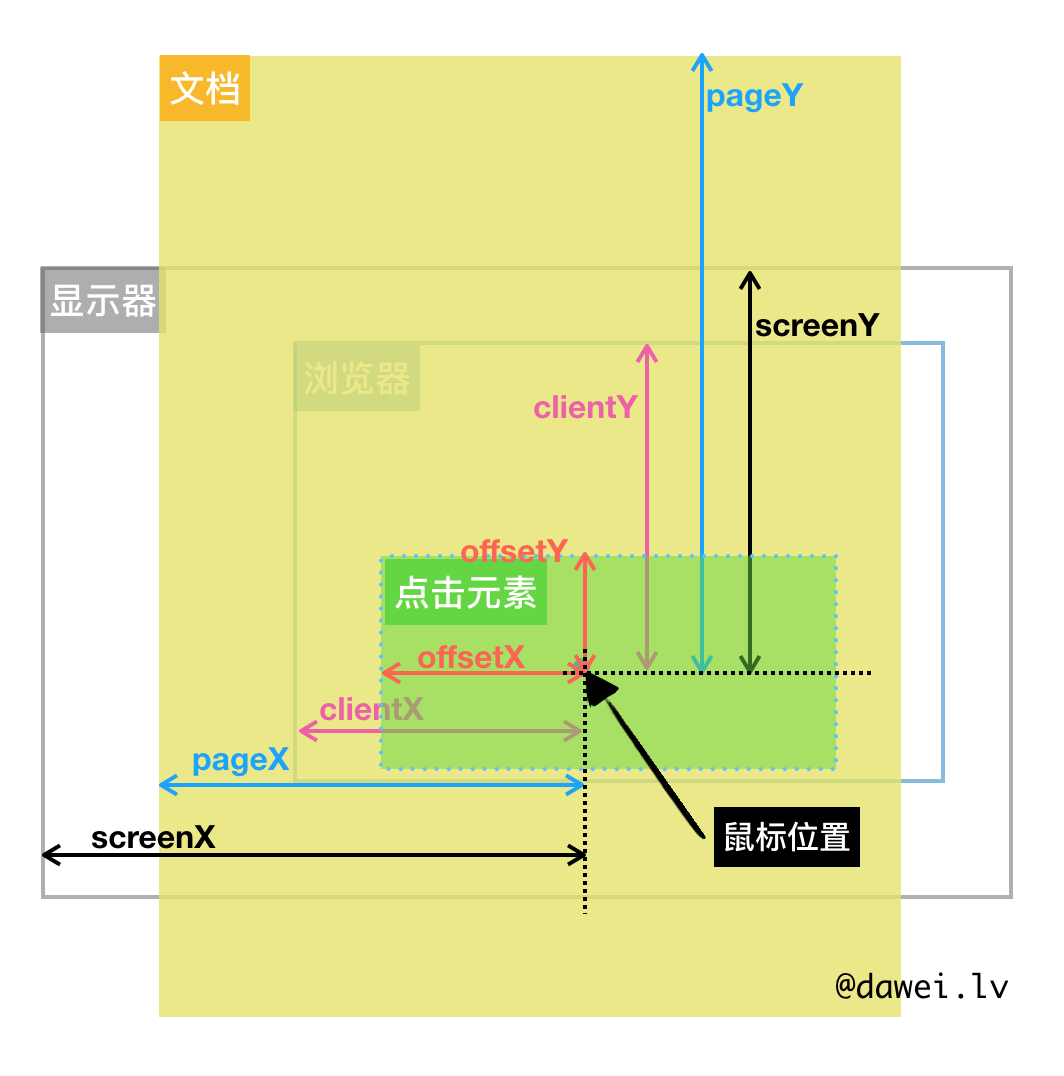 文档
pageY
显示器
screenY
浏览器
clientY
offsetY
点击元素
offsetX
clientX
pageX
screenX
鼠标位置
@dawei.lv